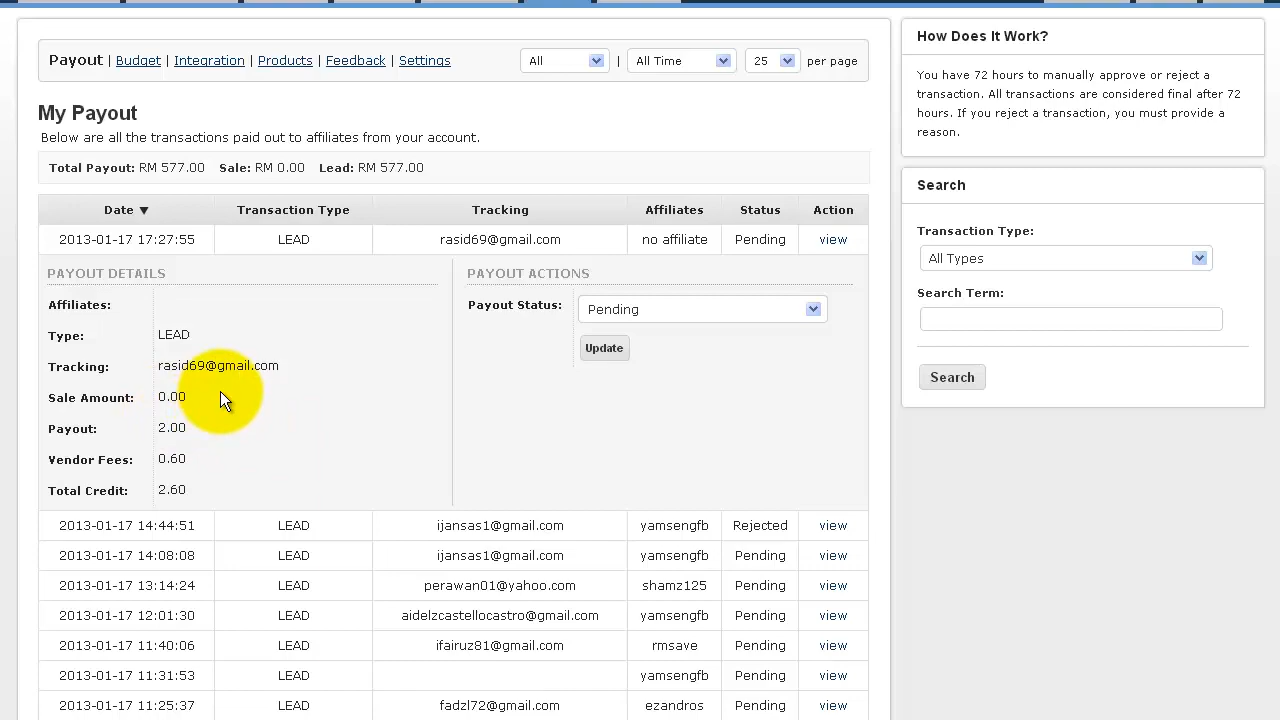 Payout | Budget | Integration | Products | Feedback | Settings All | All Time 25 per page
My Payout
Below are all the transactions paid out to affiliates from your account.
Total Payout: RM 577.00 Sale: RM 0.00 Lead: RM 577.00
Date ▼ Transaction Type Tracking Affiliates Status Action
2013-01-17 17:27:55 LEAD rasid69@gmail.com no affiliate Pending view
PAYOUT DETAILS
Affiliates:
Type: LEAD
Tracking: rasid69@gmail.com
Sale Amount: 0.00
Payout: 2.00
Vendor Fees: 0.60
Total Credit: 2.60
PAYOUT ACTIONS
Payout Status: Pending
Update
2013-01-17 14:44:51 LEAD ijansas1@gmail.com yamsengfb Rejected view
2013-01-17 14:08:08 LEAD ijansas1@gmail.com yamsengfb Pending view
2013-01-17 13:14:24 LEAD perawan01@yahoo.com shamz125 Pending view
2013-01-17 12:01:30 LEAD aidelzcastellocastro@gmail.com yamsengfb Pending view
2013-01-17 11:40:06 LEAD ifairuz81@gmail.com rmsave Pending view
2013-01-17 11:31:53 LEAD yamsengfb Pending view
2013-01-17 11:25:37 LEAD fadzl72@gmail.com ezandros Pending view
How Does It Work?
You have 72 hours to manually approve or reject a
transaction. All transactions are considered final after 72
hours. If you reject a transaction, you must provide a
reason.
Search
Transaction Type:
All Types
Search Term:
Search